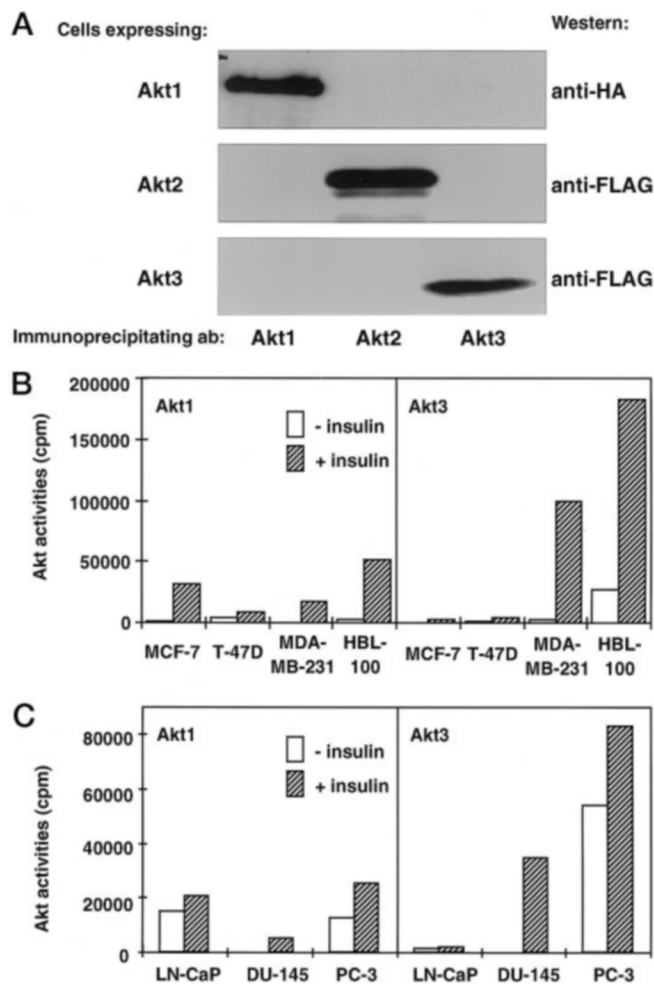 A Cells expressing: Western:
Akt1 anti-HA
Akt2 anti-FLAG
Akt3 anti-FLAG
Immunoprecipitating ab: Akt1 Akt2 Akt3
B
Akt activities (cpm)
200000
150000
100000
50000
0
Akt1
- insulin
+ insulin
Akt3
MCF-7 T-47D MDA-MB-231 HBL-100 MCF-7 T-47D MDA-MB-231 HBL-100
C
Akt activities (cpm)
80000
60000
40000
20000
0
Akt1
- insulin
+ insulin
Akt3
LN-CaP DU-145 PC-3 LN-CaP DU-145 PC-3